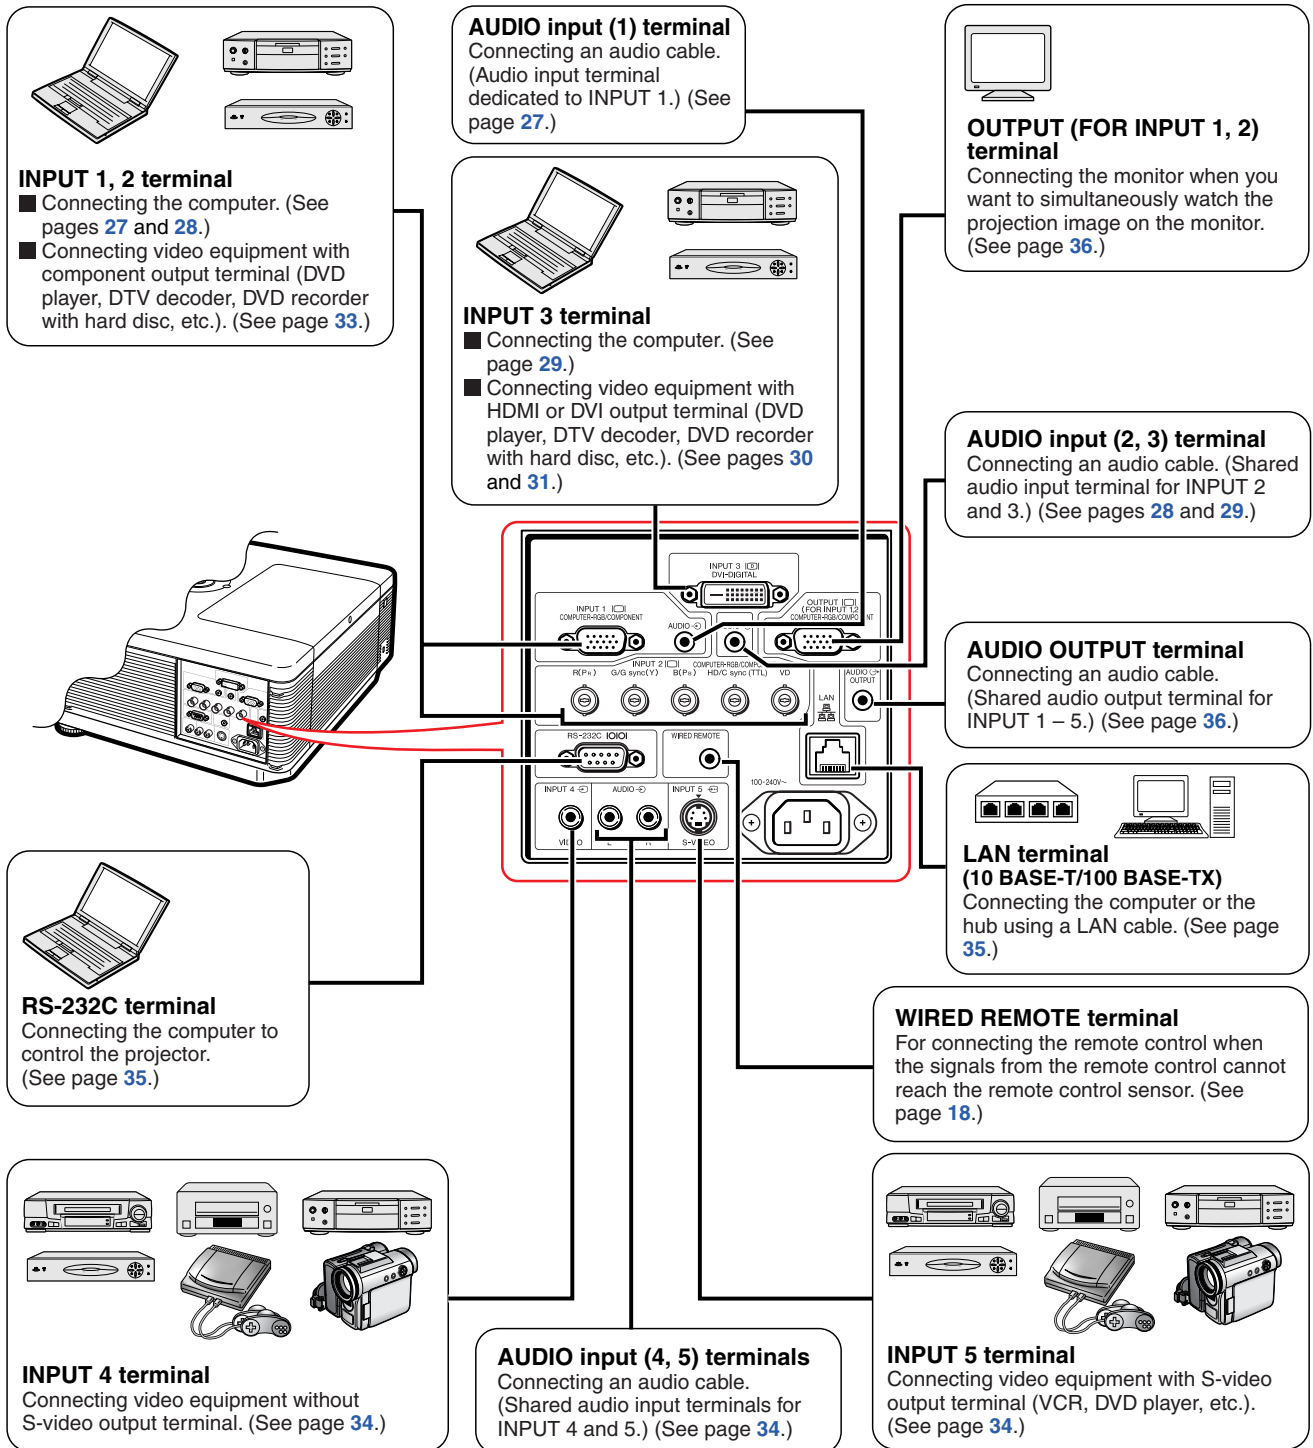 INPUT 1, 2 terminal
■ Connecting the computer. (See
pages 27 and 28.)
■ Connecting video equipment with
component output terminal (DVD
player, DTV decoder, DVD recorder
with hard disc, etc.). (See page 33.)
AUDIO input (1) terminal
Connecting an audio cable.
(Audio input terminal
dedicated to INPUT 1.) (See
page 27.)
INPUT 3 terminal
■ Connecting the computer. (See
page 29.)
■ Connecting video equipment with
HDMI or DVI output terminal (DVD
player, DTV decoder, DVD recorder
with hard disc, etc.). (See pages 30
and 31.)
OUTPUT (FOR INPUT 1, 2)
terminal
Connecting the monitor when you
want to simultaneously watch the
projection image on the monitor.
(See page 36.)
AUDIO input (2, 3) terminal
Connecting an audio cable. (Shared
audio input terminal for INPUT 2
and 3.) (See pages 28 and 29.)
AUDIO OUTPUT terminal
Connecting an audio cable.
(Shared audio output terminal for
INPUT 1 – 5.) (See page 36.)
LAN terminal
(10 BASE-T/100 BASE-TX)
Connecting the computer or the
hub using a LAN cable. (See page
35.)
WIRED REMOTE terminal
For connecting the remote control when
the signals from the remote control cannot
reach the remote control sensor. (See
page 18.)
INPUT 3
DVI-DIGITAL
INPUT 1
COMPUTER-RGB/COMPONENT
AUDIO
OUTPUT
(FOR INPUT 1,2)
COMPUTER-RGB/COMPONENT
INPUT 2
R(PR) G/G sync(Y) B(PB) HD/C sync (TTL) VD
AUDIO
OUTPUT
LAN
RS-232C IOIOI
WIRED REMOTE
100-240V~
INPUT 4
AUDIO
INPUT 5
S-VIDEO
RS-232C terminal
Connecting the computer to
control the projector.
(See page 35.)
INPUT 4 terminal
Connecting video equipment without
S-video output terminal. (See page 34.)
AUDIO input (4, 5) terminals
Connecting an audio cable.
(Shared audio input terminals for
INPUT 4 and 5.) (See page 34.)
INPUT 5 terminal
Connecting video equipment with S-video
output terminal (VCR, DVD player, etc.).
(See page 34.)